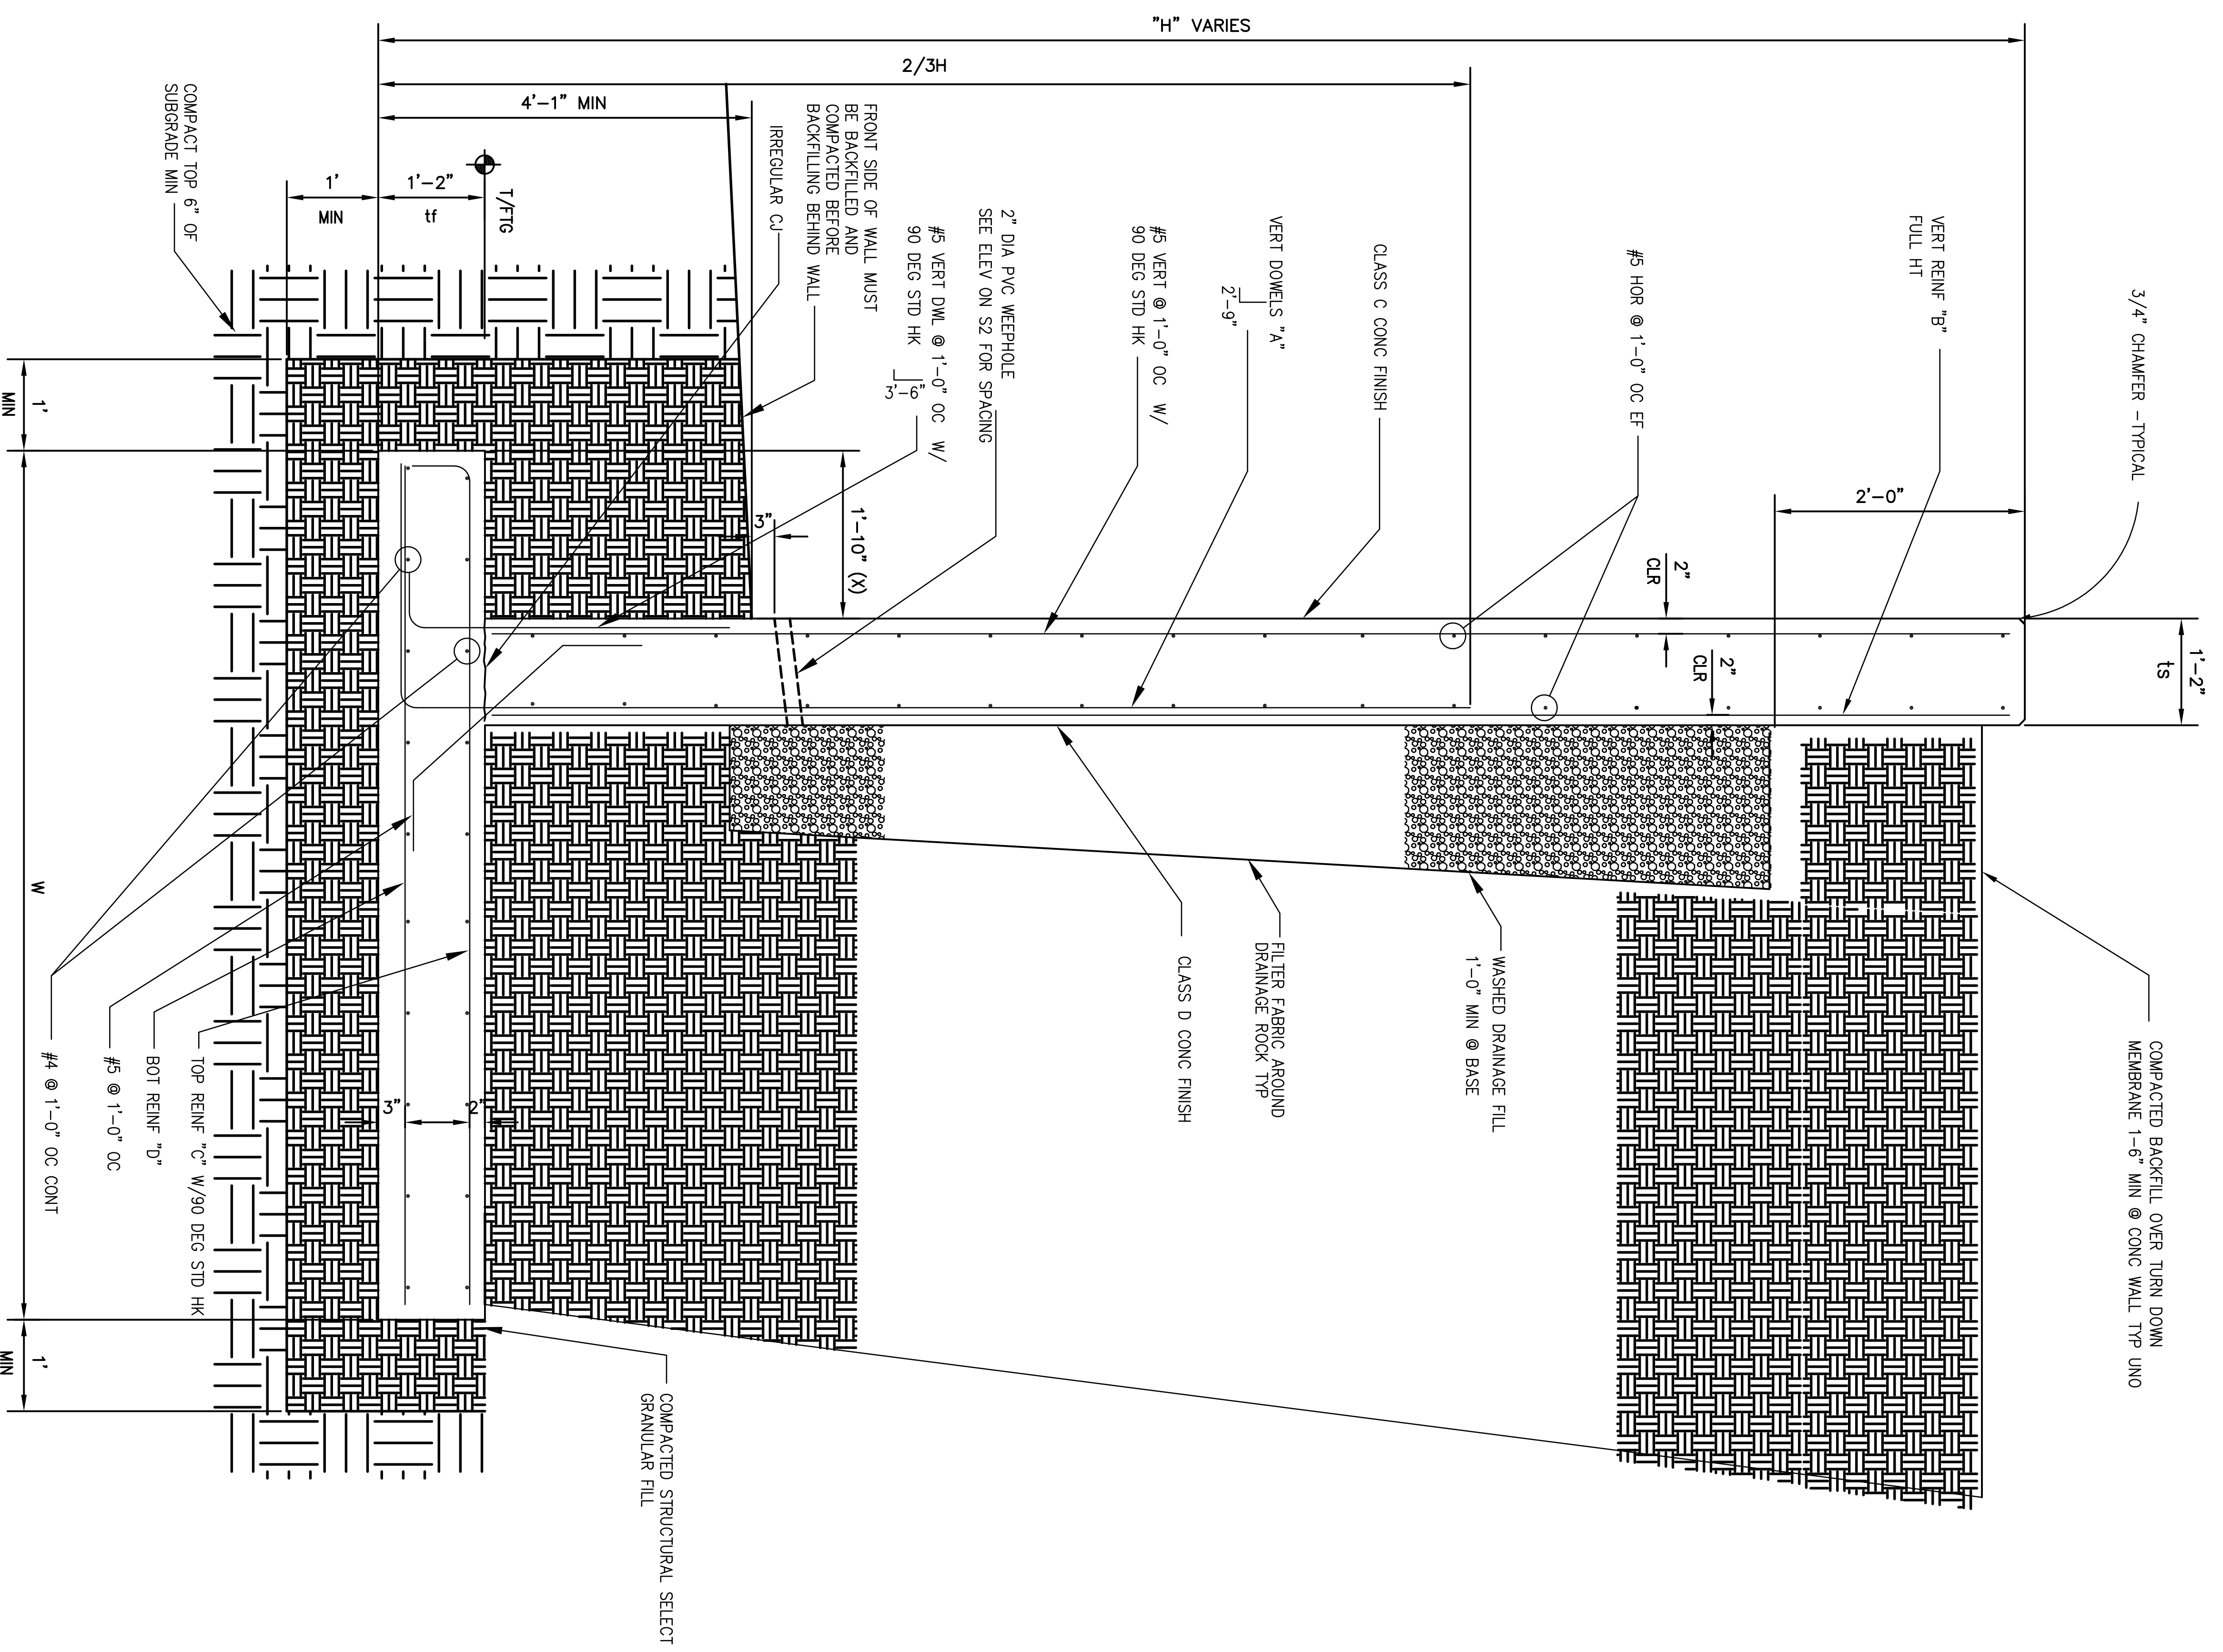 3/4" CHAMFER -TYPICAL
1'-2"
ts
COMPACTED BACKFILL OVER TURN DOWN
MEMBRANE 1-6" MIN @ CONC WALL TYP UNO
VERT REINF "B"
FULL HT
2'-0"
#5 HOR @ 1'-0" OC EF
2"
CLR
2"
CLR
WASHED DRAINAGE FILL
1'-0" MIN @ BASE
CLASS C CONC FINISH
FILTER FABRIC AROUND
DRAINAGE ROCK TYP
VERT DOWELS "A"
2'-9"
CLASS D CONC FINISH
#5 VERT @ 1'-0" OC W/
90 DEG STD HK
2" DIA PVC WEEPHOLE
SEE ELEV ON S2 FOR SPACING
#5 VERT DWL @ 1'-0" OC W/
90 DEG STD HK
3'-6"
1'-10" (X)
3"
FRONT SIDE OF WALL MUST
BE BACKFILLED AND
COMPACTED BEFORE
BACKFILLING BEHIND WALL
IRREGULAR CJ
"H" VARIES
2/3H
4'-1" MIN
T/FTG
1'-2"
tf
1'
MIN
COMPACT TOP 6" OF
SUBGRADE MIN
COMPACTED STRUCTURAL SELECT
GRANULAR FILL
2"
3"
TOP REINF "C" W/90 DEG STD HK
BOT REINF "D"
#5 @ 1'-0" OC
#4 @ 1'-0" OC CONT
1'
MIN
W
1'
MIN